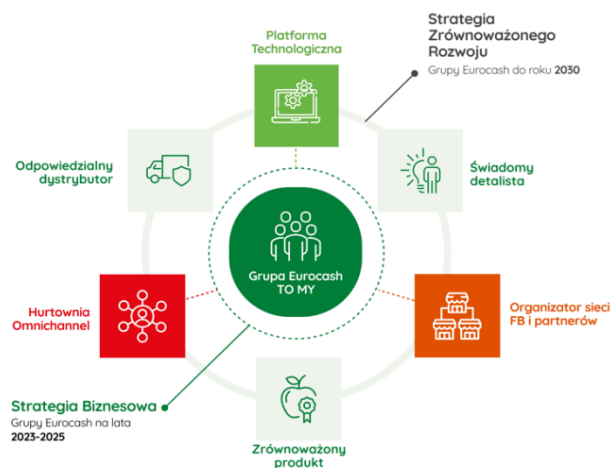 Platforma
Technologiczna
Strategia
Zrównoważonego
Rozwoju
Grupy Eurocash do roku 2030
Odpowiedzialny
dystrybutor
Świadomy
detalista
Grupa Eurocash
TO MY
Hurtownia
Omnichannel
Organizator sieci
FB i partnerów
Strategia Biznesowa
Grupy Eurocash na lata
2023-2025
Zrównoważony
produkt